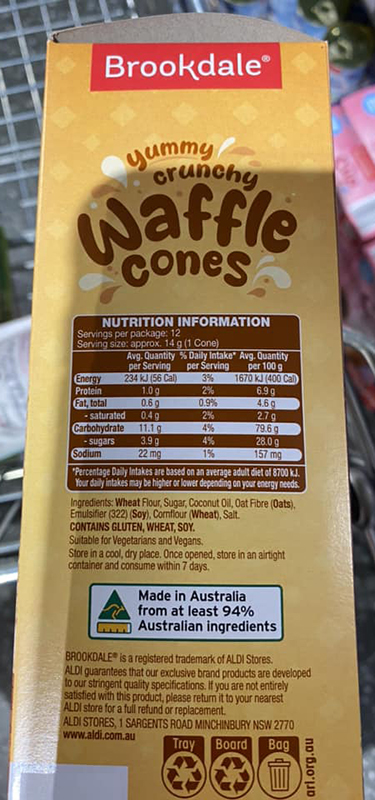 Brookdale®
yummy
crunchy
Waffle
cones
NUTRITION INFORMATION
Servings per package: 12
Serving size: approx. 14 g (1 Cone)
Avg. Quantity % Daily Intake* Avg. Quantity
per Serving per Serving per 100 g
Energy 234 kJ (56 Cal) 3% 1670 kJ (400 Cal)
Protein 1.0 g 2% 6.9 g
Fat, total 0.6 g 0.9% 4.6 g
- saturated 0.4 g 2% 2.7 g
Carbohydrate 11.1 g 4% 79.6 g
- sugars 3.9 g 4% 28.0 g
Sodium 22 mg 1% 157 mg
*Percentage Daily Intakes are based on an average adult diet of 8700 kJ.
Your daily intakes may be higher or lower depending on your energy needs.
Ingredients: Wheat Flour, Sugar, Coconut Oil, Oat Fibre (Oats),
Emulsifier (322) (Soy), Cornflour (Wheat), Salt.
CONTAINS GLUTEN, WHEAT, SOY.
Suitable for Vegetarians and Vegans.
Store in a cool, dry place. Once opened, store in an airtight
container and consume within 7 days.
Made in Australia
from at least 94%
Australian ingredients
BROOKDALE® is a registered trademark of ALDI Stores.
ALDI guarantees that our exclusive brand products are developed
to our stringent quality specifications. If you are not entirely
satisfied with this product, please return it to your nearest
ALDI store for a full refund or replacement.
ALDI STORES, 1 SARGENTS ROAD MINCHINBURY NSW 2770
www.aldi.com.au
Tray Board Bag
arl.org.au